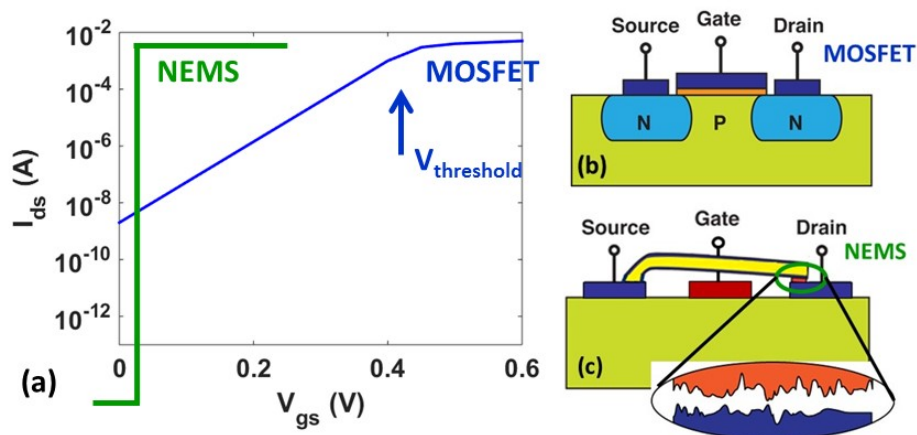 10⁻²
10⁻⁴
10⁻⁶
10⁻⁸
10⁻¹⁰
10⁻¹²
I_ds (A)
NEMS
MOSFET
V_threshold
0
0.2
0.4
0.6
V_gs (V)
(a)
Source
Gate
Drain
MOSFET
N
P
N
(b)
Source
Gate
Drain
NEMS
(c)